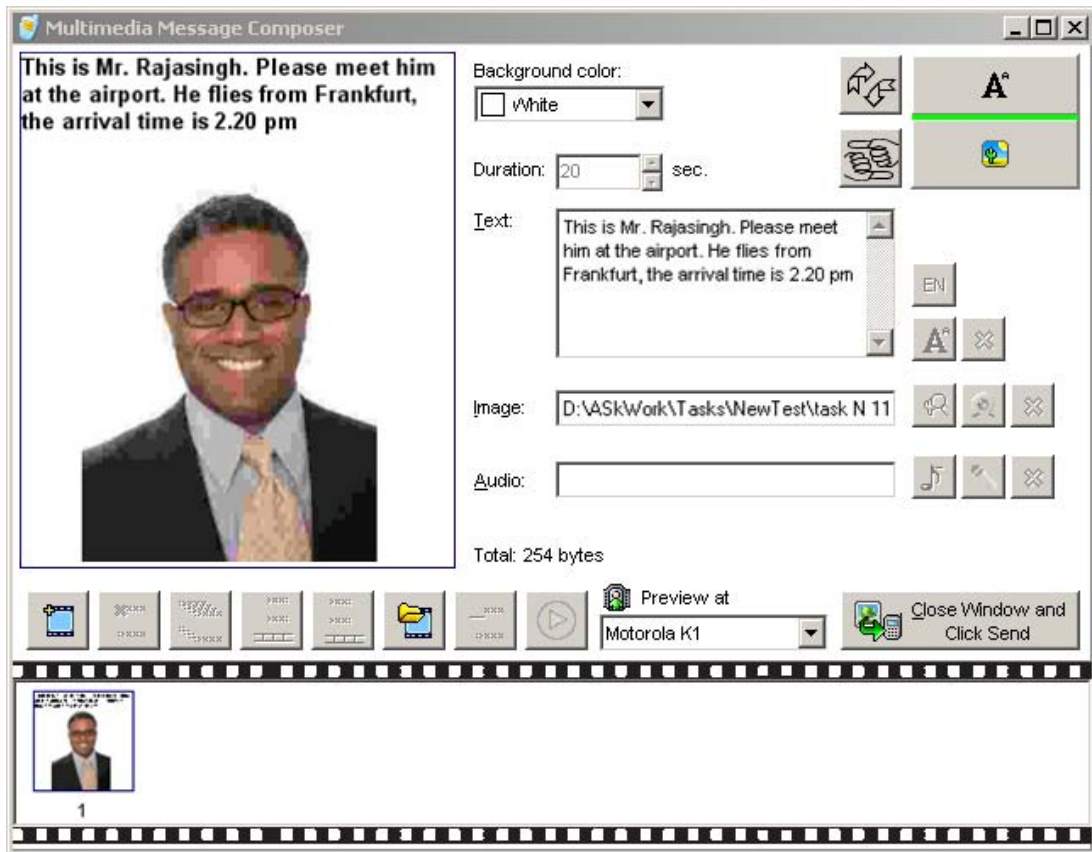 Multimedia Message Composer
This is Mr. Rajasingh. Please meet him
at the airport. He flies from Frankfurt,
the arrival time is 2.20 pm
Background color:
White
A
Duration:
20
sec.
Text:
This is Mr. Rajasingh. Please meet
him at the airport. He flies from
Frankfurt, the arrival time is 2.20 pm
EN
A
Image:
D:\ASkWork\Tasks\NewTest\task N 11
Audio:
Total: 254 bytes
Preview at
Motorola K1
Close Window and
Click Send
1